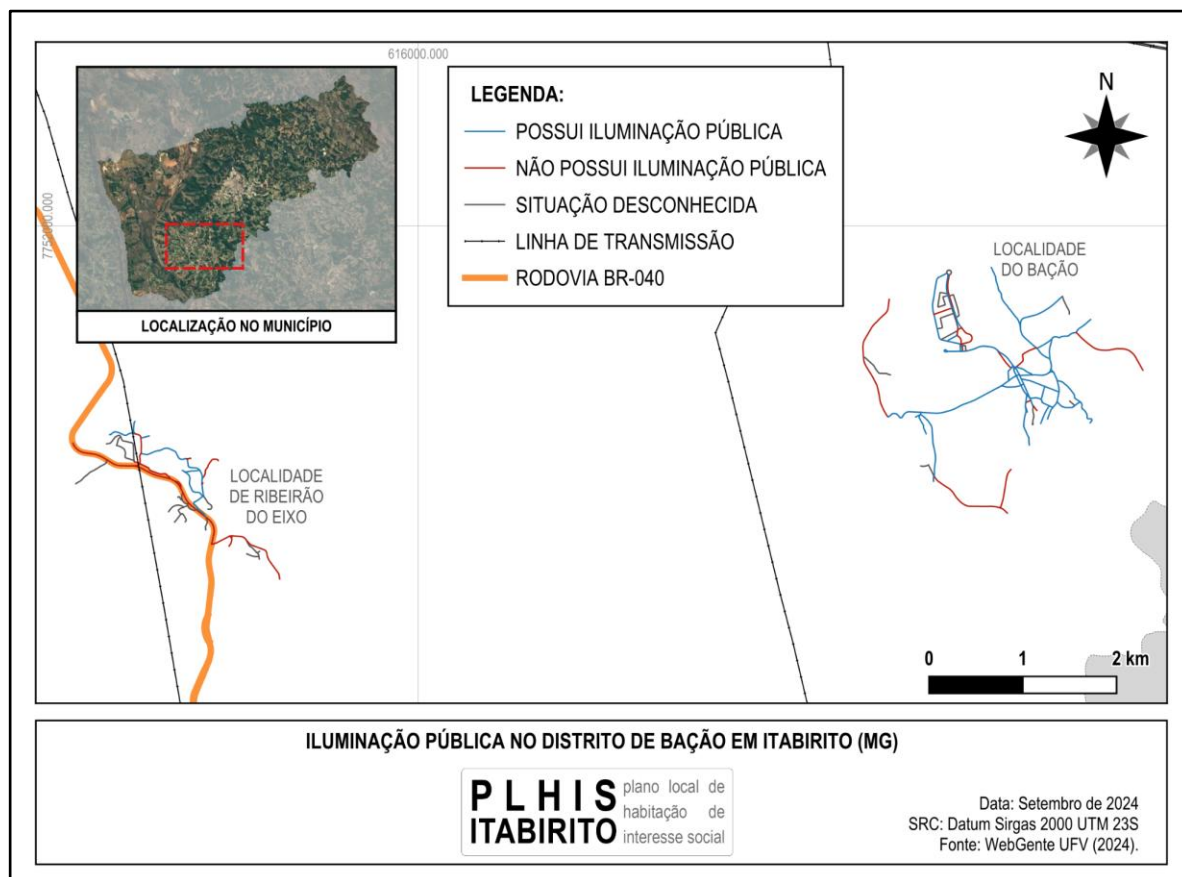 616000.000
7752000.000
LOCALIZAÇÃO NO MUNICÍPIO
LEGENDA:
POSSUI ILUMINAÇÃO PÚBLICA
NÃO POSSUI ILUMINAÇÃO PÚBLICA
SITUAÇÃO DESCONHECIDA
LINHA DE TRANSMISSÃO
RODOVIA BR-040
N
LOCALIDADE
DO BAÇÃO
LOCALIDADE
DE RIBEIRÃO
DO EIXO
0 1 2 km
ILUMINAÇÃO PÚBLICA NO DISTRITO DE BAÇÃO EM ITABIRITO (MG)
PLHIS
ITABIRITO
plano local de
habitação de
interesse social
Data: Setembro de 2024
SRC: Datum Sirgas 2000 UTM 23S
Fonte: WebGente UFV (2024).